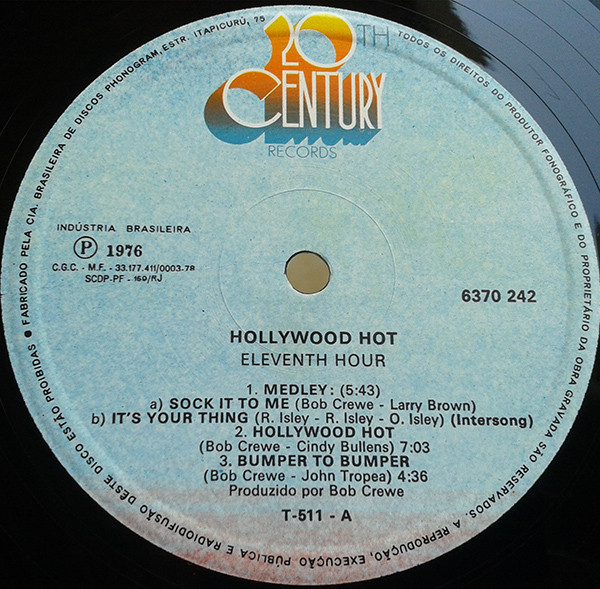 20TH
CENTURY
RECORDS
● FABRICADO PELA CIA. BRASILEIRA DE DISCOS PHONOGRAM, ESTR. ITAPICURÚ, 75
TODOS OS DIREITOS DO PRODUTOR FONOGRÁFICO E DO PROPRIETÁRIO DA OBRA GRAVADA SÃO RESERVADOS. A REPRODUÇÃO, EXECUÇÃO PÚBLICA E RADIODIFUSÃO DESTE DISCO ESTÃO PROIBIDAS
INDÚSTRIA BRASILEIRA
Ⓟ 1976
C.G.C. - M.F. - 33.177.411/0003-78
SCDP-PF - 160/RJ
6370 242
HOLLYWOOD HOT
ELEVENTH HOUR
1. MEDLEY: (5:43)
a) SOCK IT TO ME (Bob Crewe - Larry Brown)
b) IT'S YOUR THING (R. Isley - R. Isley - O. Isley) (Intersong)
2. HOLLYWOOD HOT
(Bob Crewe - Cindy Bullens) 7:03
3. BUMPER TO BUMPER
(Bob Crewe - John Tropea) 4:36
Produzido por Bob Crewe
T-511 - A